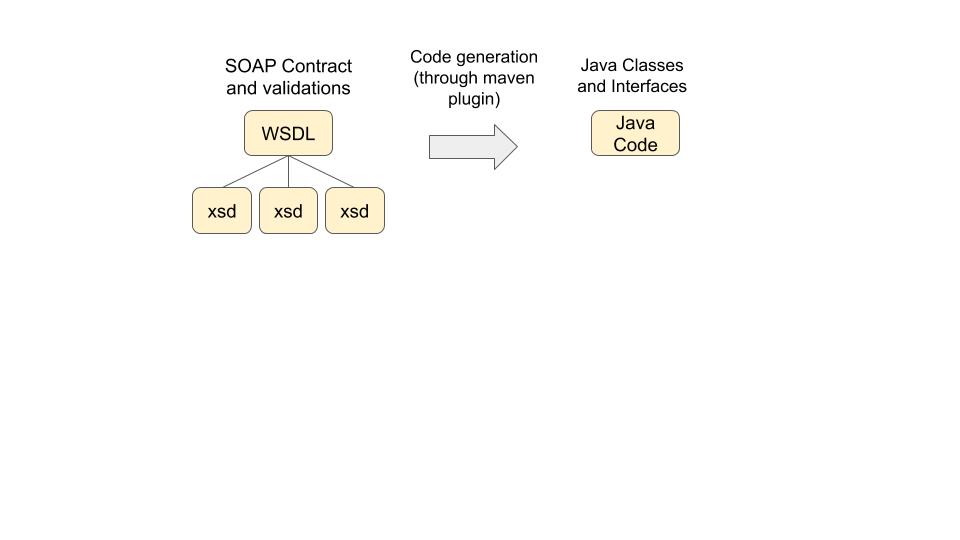 SOAP Contract
and validations
WSDL
xsd
xsd
xsd
Code generation
(through maven
plugin)
Java Classes
and Interfaces
Java
Code